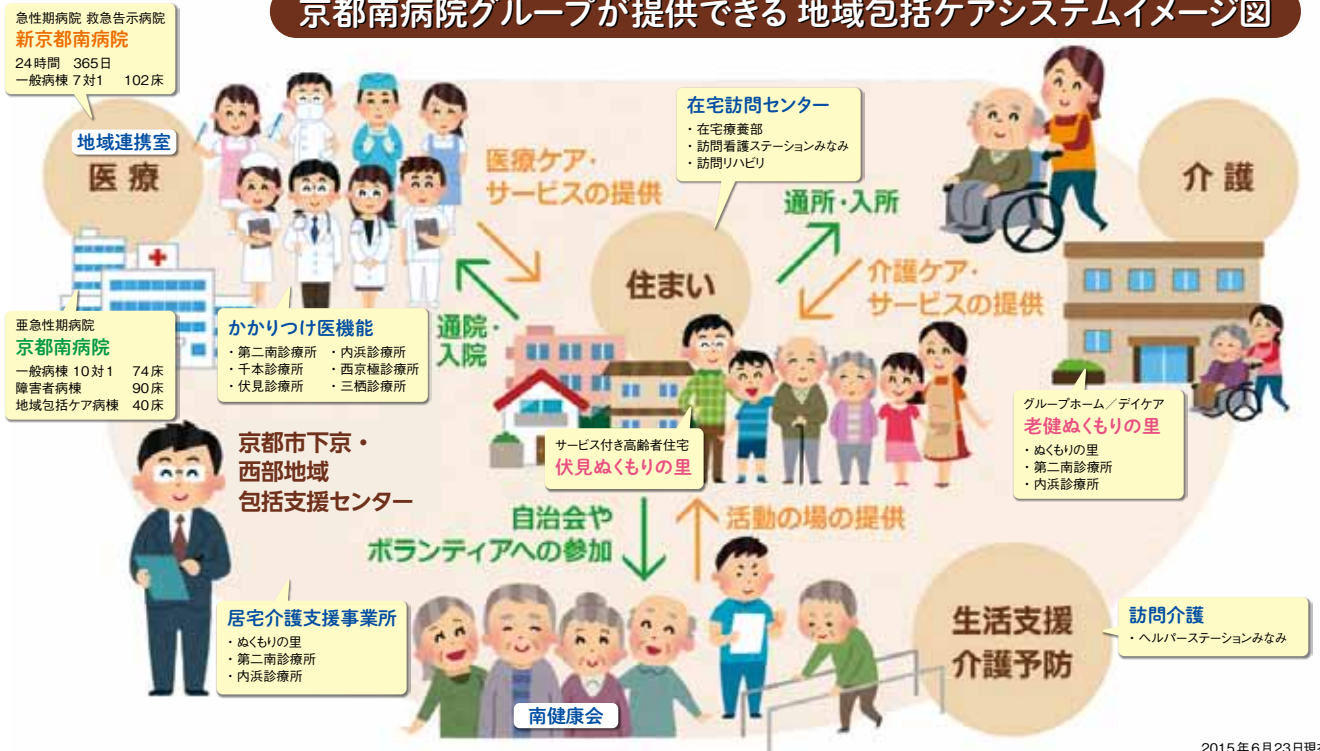 京都南病院グループが提供できる 地域包括ケアシステムイメージ図
急性期病院 救急告示病院
新京都南病院
24時間 365日
一般病棟 7対1 102床
地域連携室
医療
亜急性期病院
京都南病院
一般病棟 10対1 74床
障害者病棟 90床
地域包括ケア病棟 40床
かかりつけ医機能
・第二南診療所 ・内浜診療所
・千本診療所 ・西京極診療所
・伏見診療所 ・三栖診療所
医療ケア・
サービスの提供
通院・
入院
在宅訪問センター
・在宅療養部
・訪問看護ステーションみなみ
・訪問リハビリ
住まい
通所・入所
介護ケア・
サービスの提供
介護
グループホーム／デイケア
老健ぬくもりの里
・ぬくもりの里
・第二南診療所
・内浜診療所
サービス付き高齢者住宅
伏見ぬくもりの里
京都市下京・
西部地域
包括支援センター
自治会や
ボランティアへの参加
活動の場の提供
居宅介護支援事業所
・ぬくもりの里
・第二南診療所
・内浜診療所
南健康会
生活支援
介護予防
訪問介護
・ヘルパーステーションみなみ
2015年6月23日現在